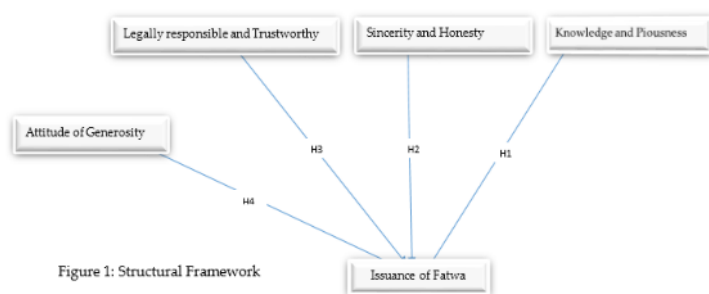 Legally responsible and Trustworthy
Sincerity and Honesty
Knowledge and Piousness
Attitude of Generosity
H3
H2
H1
H4
Figure 1: Structural Framework
Issuance of Fatwa